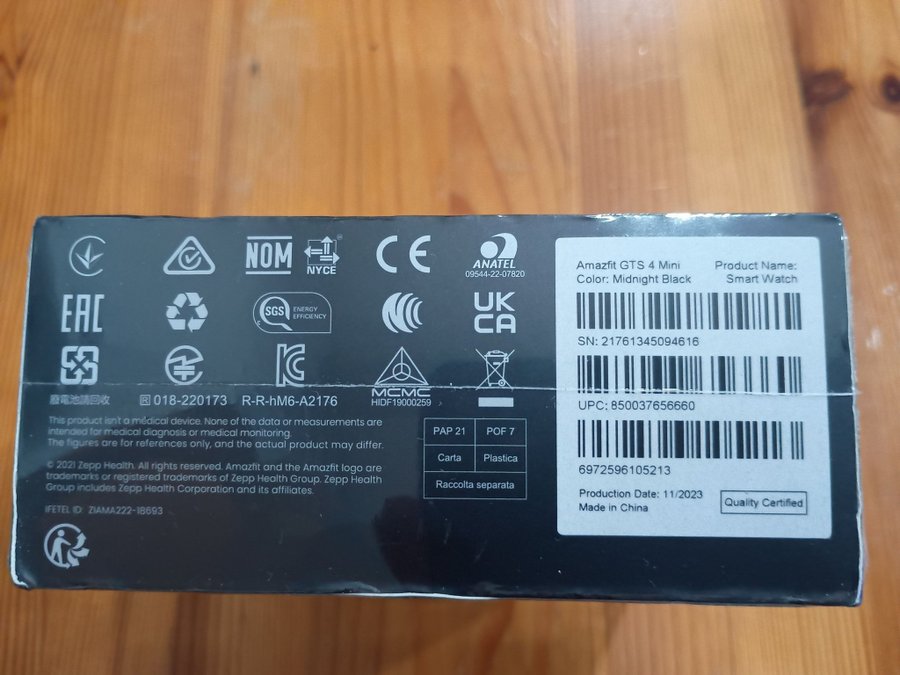 NOM
NYCE
CE
ANATEL
09544-22-07820
EAC
SGS
ENERGY
EFFICIENCY
UK
CA
廢電池請回收
R 018-220173
R-R-hM6-A2176
MCMC
HIDF19000259
This product isn't a medical device. None of the data or measurements are
intended for medical diagnosis or medical monitoring.
The figures are for references only, and the actual product may differ.
© 2021 Zepp Health. All rights reserved. Amazfit and the Amazfit logo are
trademarks or registered trademarks of Zepp Health Group. Zepp Health
Group includes Zepp Health Corporation and its affiliates.
IFETEL ID: ZIAMA222-18693
PAP 21
POF 7
Carta
Plastica
Raccolta separata
Amazfit GTS 4 Mini
Product Name:
Color: Midnight Black
Smart Watch
SN: 21761345094616
UPC: 850037656660
6972596105213
Production Date: 11/2023
Made in China
Quality Certified